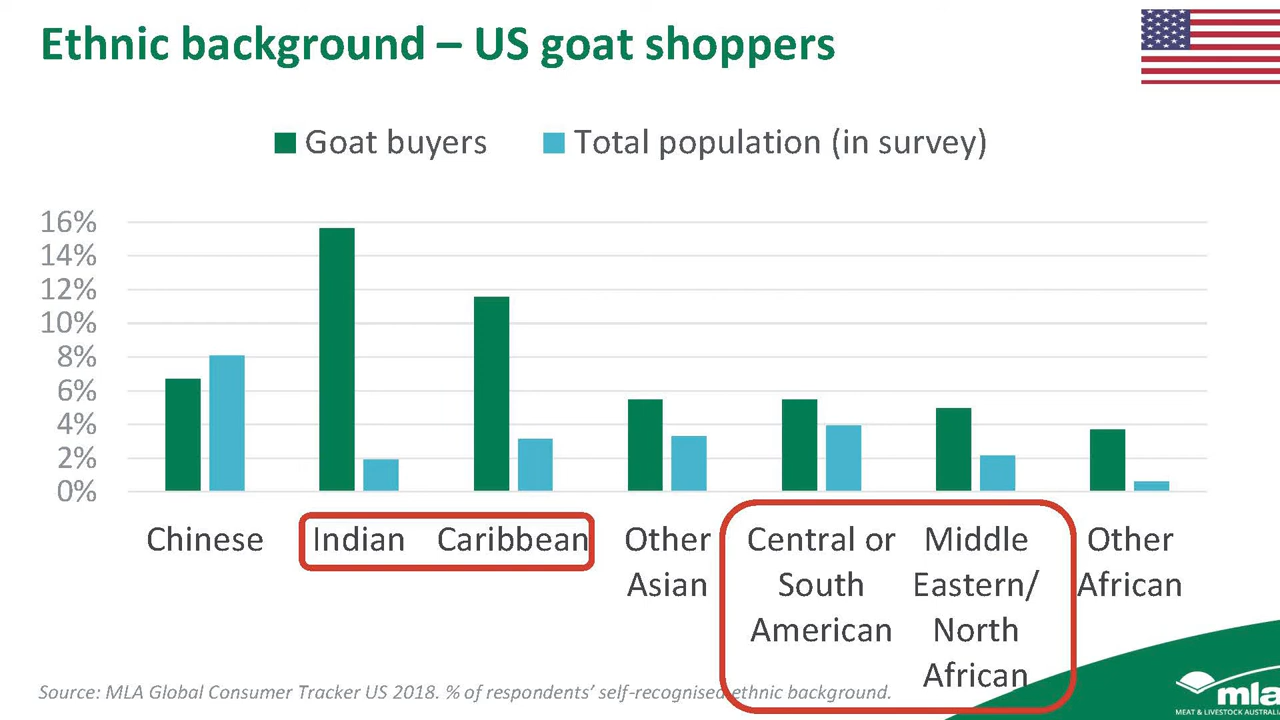 Ethnic background – US goat shoppers
Goat buyers
Total population (in survey)
16%
14%
12%
10%
8%
6%
4%
2%
0%
Chinese
Indian
Caribbean
Other
Asian
Central or
South
American
Middle
Eastern/
North
African
Other
African
Source: MLA Global Consumer Tracker US 2018. % of respondents’ self-recognised ethnic background.
mla
MEAT & LIVESTOCK AUSTRALI